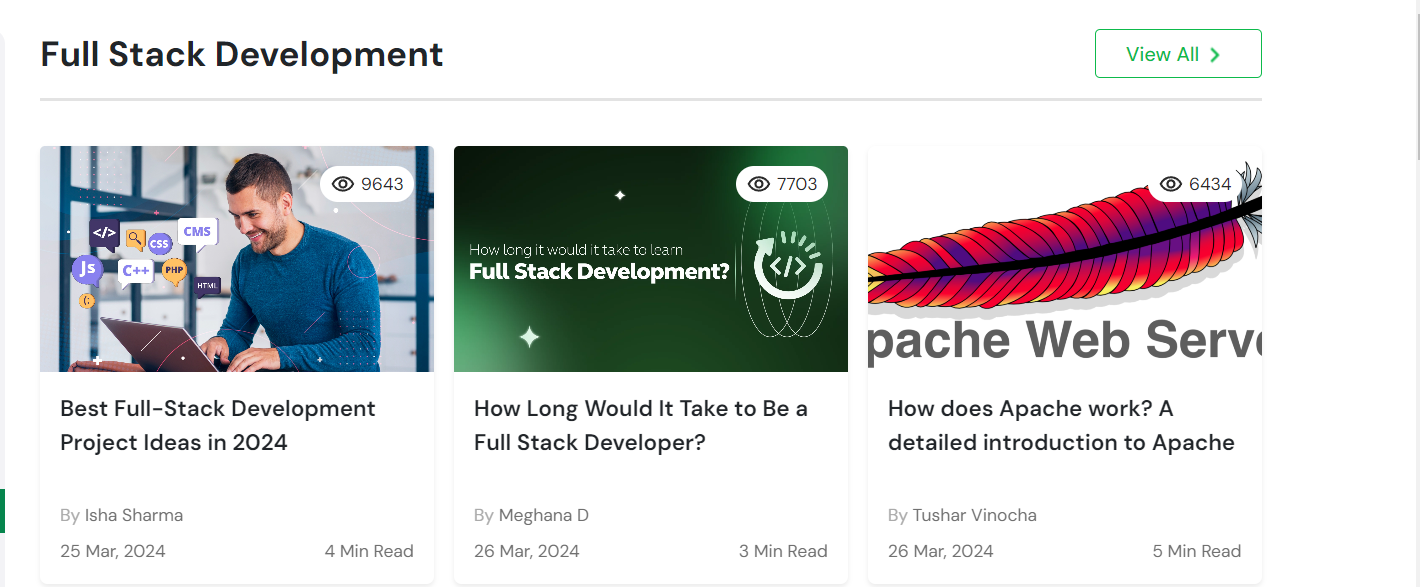 Full Stack Development
View All
9643
</>
CMS
CSS
Js
C++
PHP
HTML
{;
7703
How long it would it take to learn
Full Stack Development?
</>
6434
pache Web Serve
Best Full-Stack Development
Project Ideas in 2024
How Long Would It Take to Be a
Full Stack Developer?
How does Apache work? A
detailed introduction to Apache
By Isha Sharma
By Meghana D
By Tushar Vinocha
25 Mar, 2024
4 Min Read
26 Mar, 2024
3 Min Read
26 Mar, 2024
5 Min Read